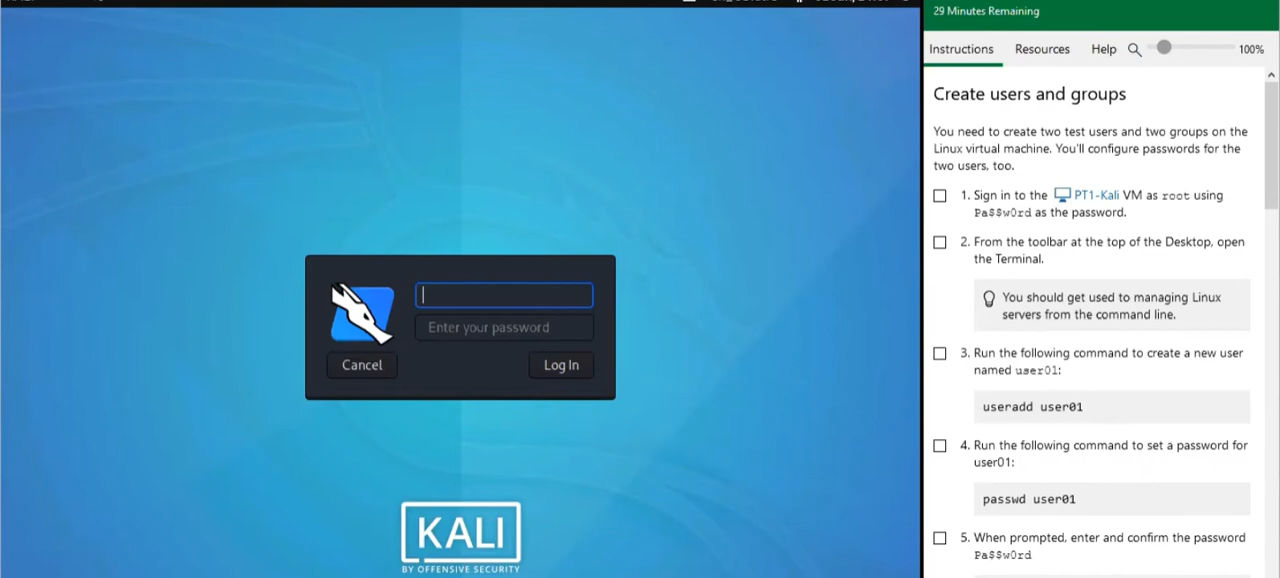 29 Minutes Remaining
Instructions Resources Help 100%
Create users and groups
You need to create two test users and two groups on the
Linux virtual machine. You'll configure passwords for the
two users, too.
1. Sign in to the PT1-Kali VM as root using
Pa$$w0rd as the password.
2. From the toolbar at the top of the Desktop, open
the Terminal.
You should get used to managing Linux
servers from the command line.
3. Run the following command to create a new user
named user01:
useradd user01
4. Run the following command to set a password for
user01:
passwd user01
5. When prompted, enter and confirm the password
Pa$$w0rd
Enter your password
Cancel Log In
KALI
BY OFFENSIVE SECURITY